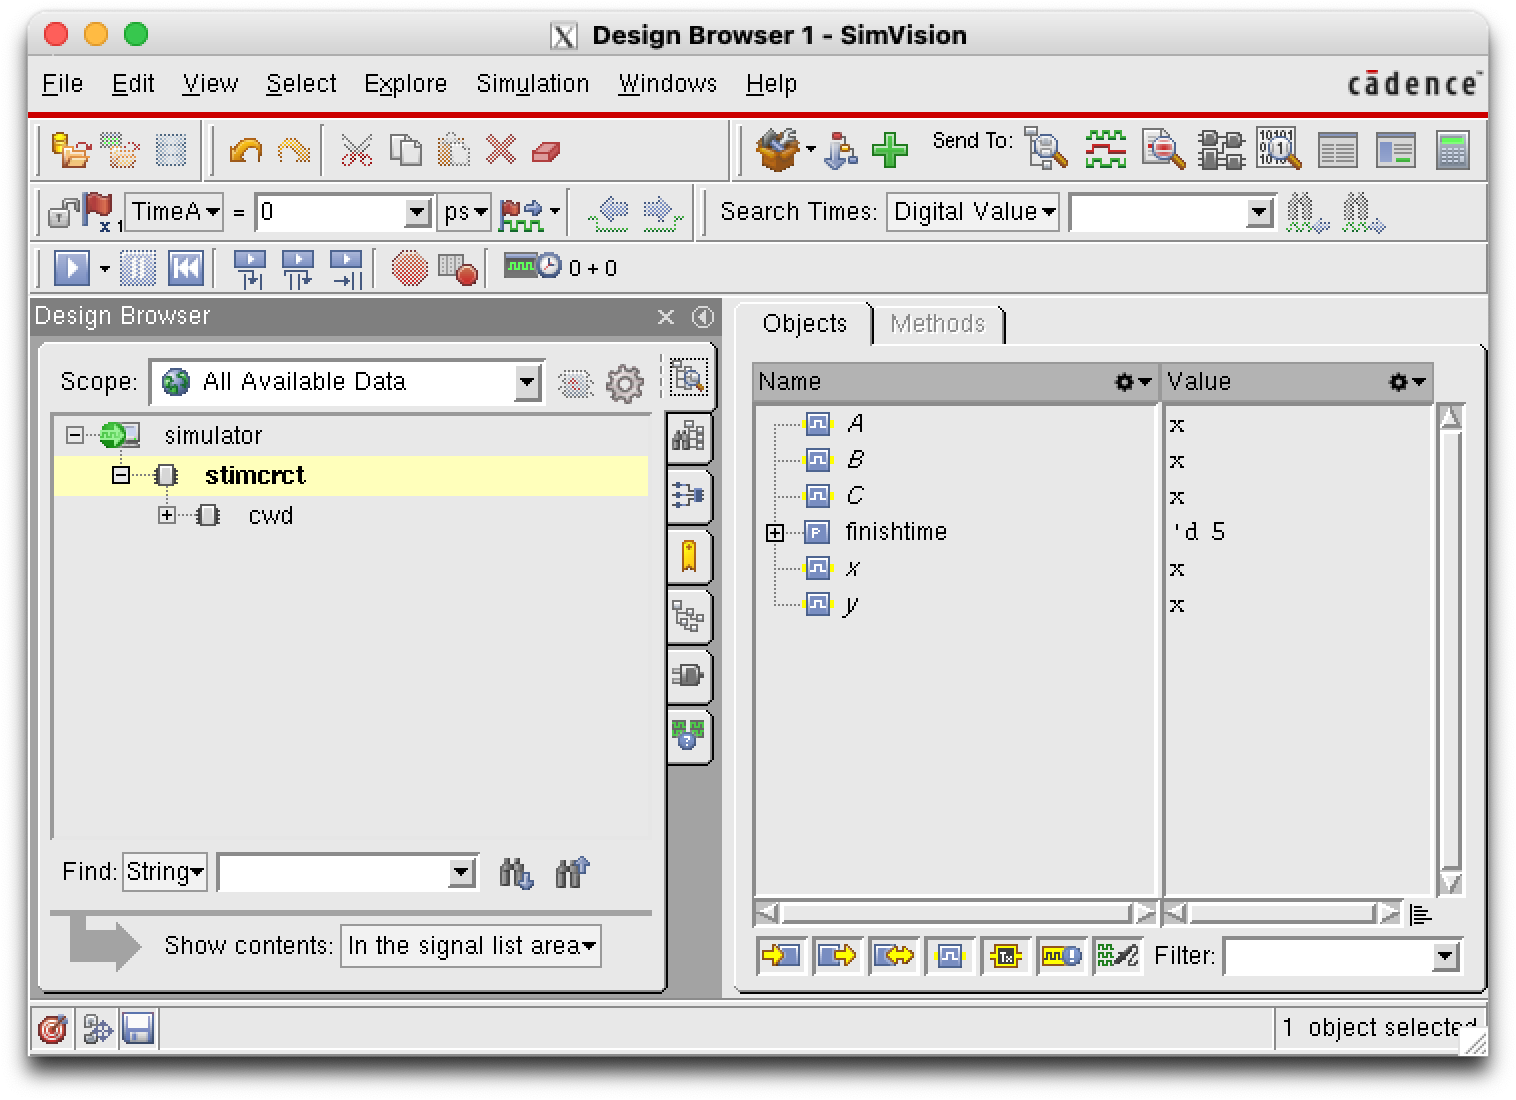 Design Browser 1 - SimVision
File Edit View Select Explore Simulation Windows Help
cādence™
Send To:
x 1 TimeA = 0 ps
Search Times: Digital Value
0 + 0
Design Browser
Scope: All Available Data
simulator
stimcrct
cwd
Find: String
Show contents: In the signal list area
Objects Methods
Name Value
A x
B x
C x
finishtime 'd 5
x x
y x
Filter:
1 object selected